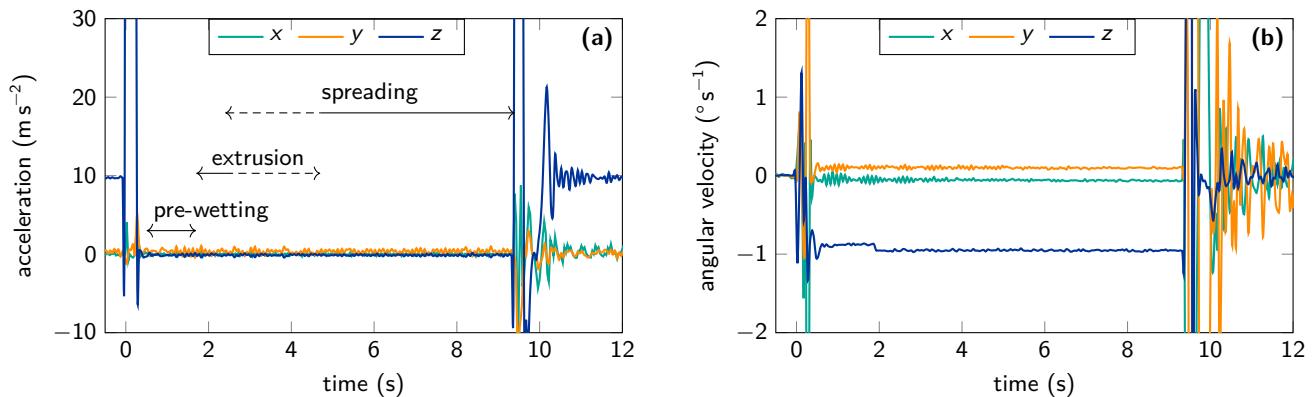 x y z
(a)
spreading
extrusion
pre-wetting
30
20
10
0
−10
acceleration (m s−2)
0 2 4 6 8 10 12
time (s)
x y z
(b)
2
1
0
−1
−2
angular velocity (° s−1)
0 2 4 6 8 10 12
time (s)